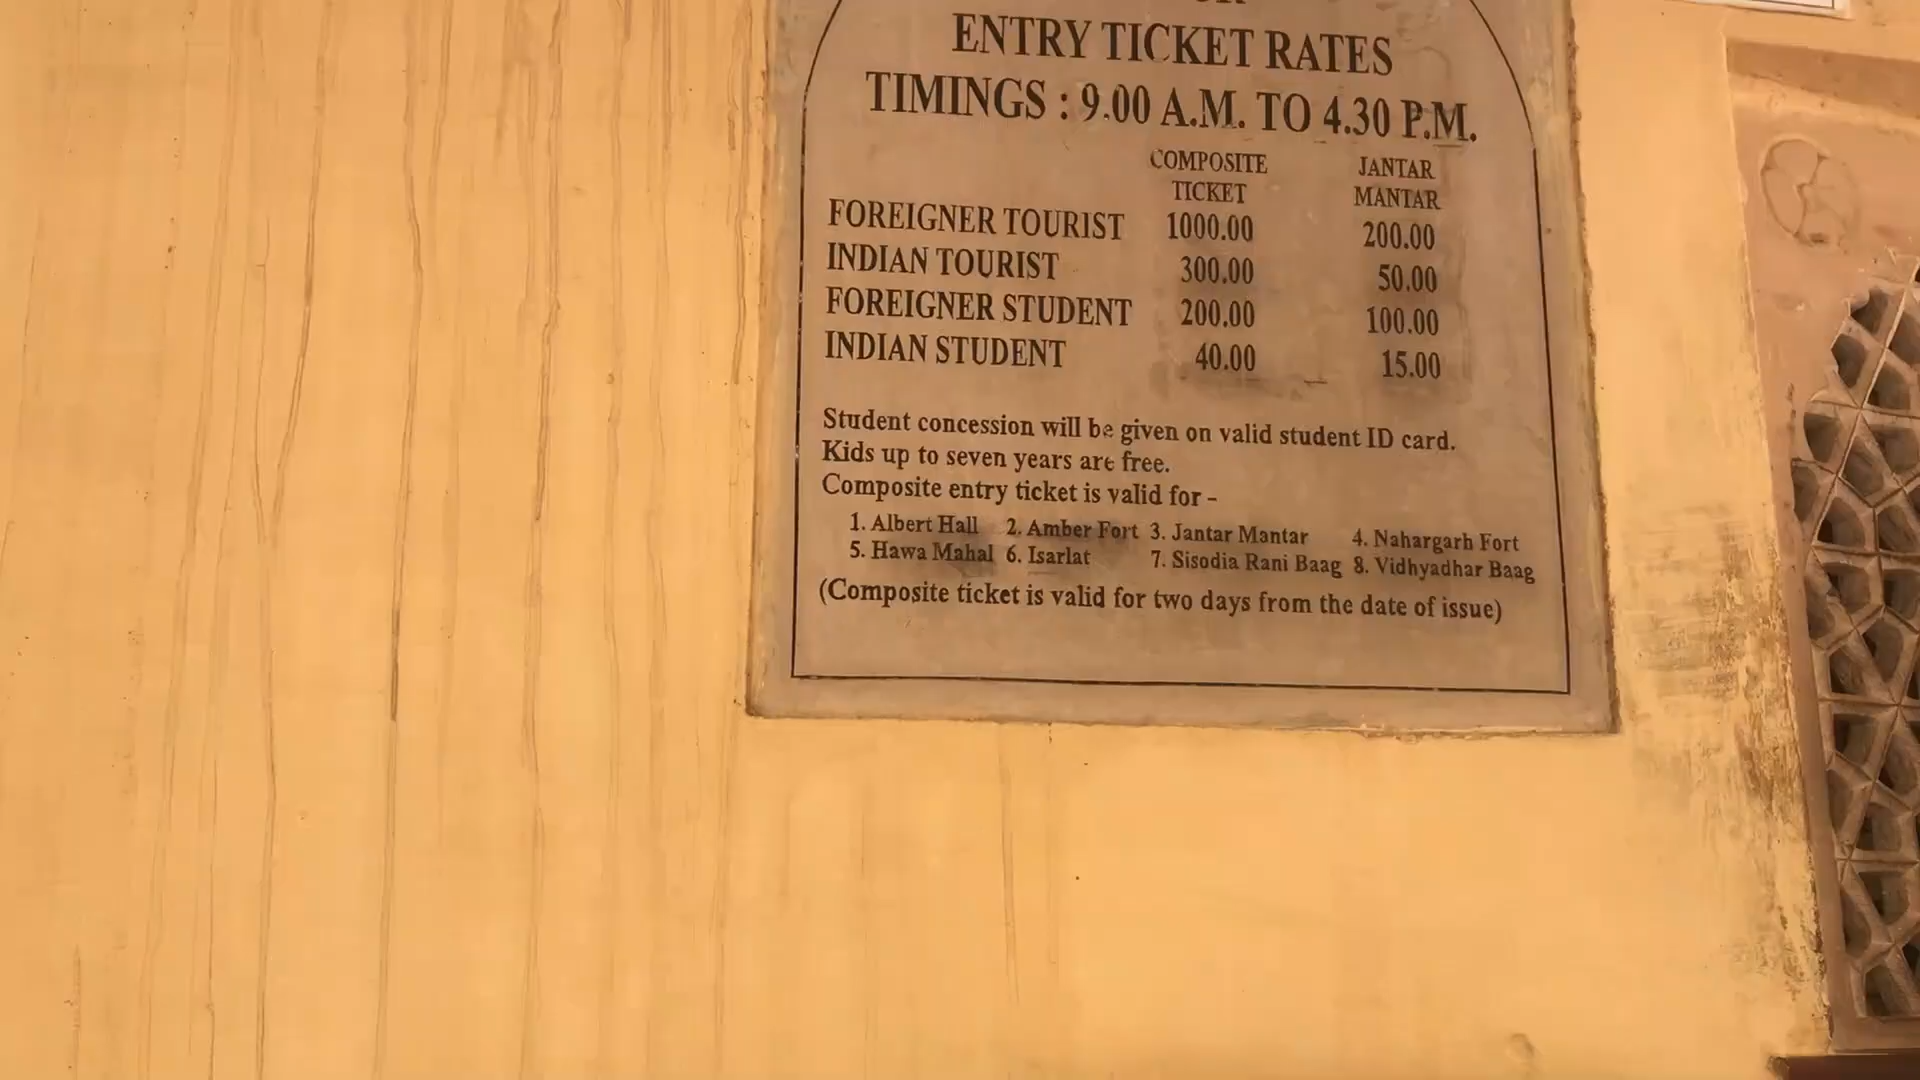 ENTRY TICKET RATES
TIMINGS : 9.00 A.M. TO 4.30 P.M.
COMPOSITE TICKET JANTAR MANTAR
FOREIGNER TOURIST 1000.00 200.00
INDIAN TOURIST 300.00 50.00
FOREIGNER STUDENT 200.00 100.00
INDIAN STUDENT 40.00 15.00
Student concession will be given on valid student ID card.
Kids up to seven years are free.
Composite entry ticket is valid for -
1. Albert Hall 2. Amber Fort 3. Jantar Mantar 4. Nahargarh Fort
5. Hawa Mahal 6. Isarlat 7. Sisodia Rani Baag 8. Vidhyadhar Baag
(Composite ticket is valid for two days from the date of issue)